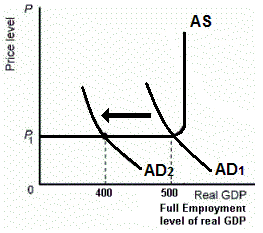 P
Price level
AS
P₁
AD₂
AD₁
0
400
500
Real GDP
Full Employment
level of real GDP